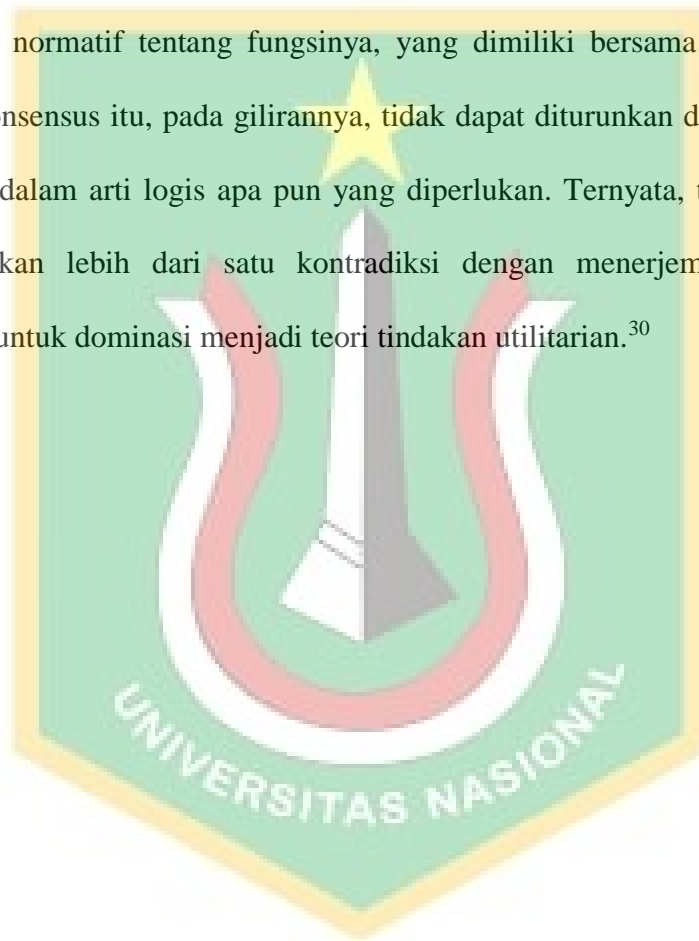 normatif tentang fungsinya, yang dimiliki bersama
onsensus itu, pada gilirannya, tidak dapat diturunkan d
dalam arti logis apa pun yang diperlukan. Ternyata, t
kan lebih dari satu kontradiksi dengan menerjem
untuk dominasi menjadi teori tindakan utilitarian.30
UNIVERSITAS NASIONAL